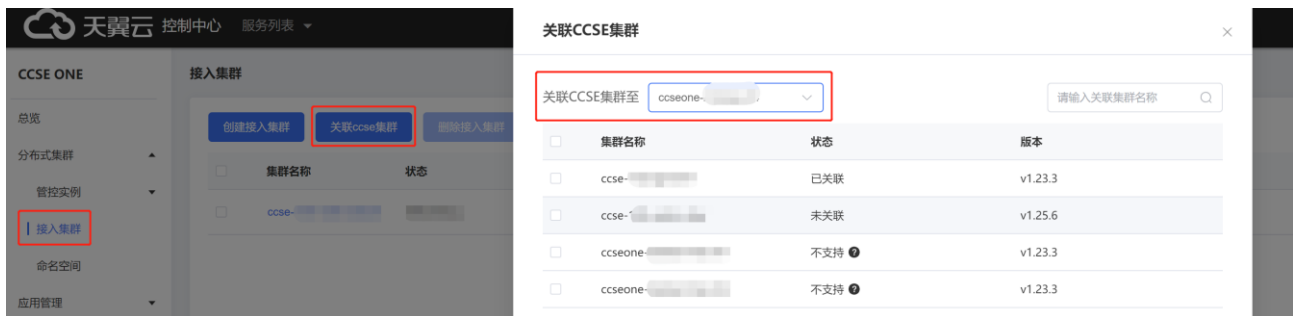 天翼云 控制中心 服务列表
CCSE ONE
总览
分布式集群
管控实例
接入集群
命名空间
应用管理
接入集群
创建接入集群 关联ccse集群 删除接入集群
集群名称 状态
ccse-
关联CCSE集群
关联CCSE集群至 ccseone- 请输入关联集群名称
集群名称 状态 版本
ccse- 已关联 v1.23.3
ccse- 未关联 v1.25.6
ccseone- 不支持 v1.23.3
ccseone- 不支持 v1.23.3